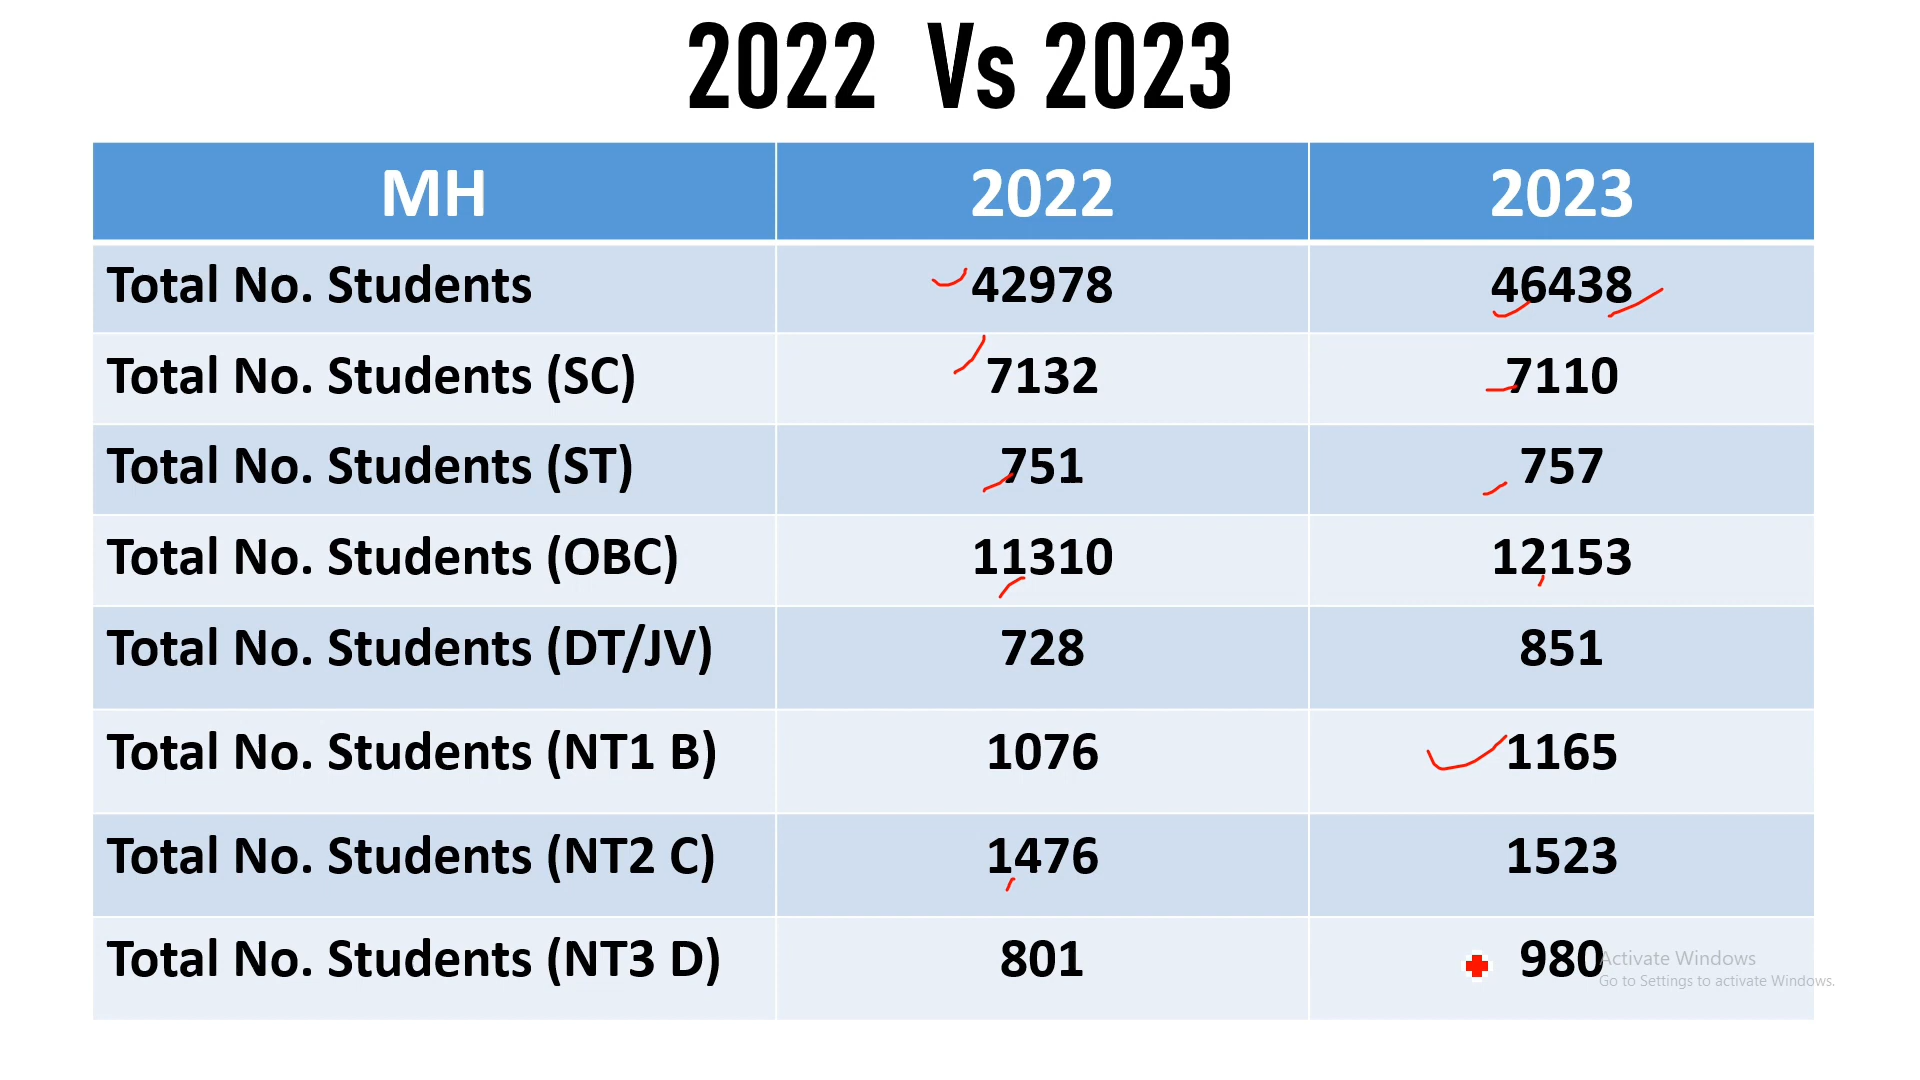 2022 Vs 2023
MH 2022 2023
Total No. Students 42978 46438
Total No. Students (SC) 7132 7110
Total No. Students (ST) 751 757
Total No. Students (OBC) 11310 12153
Total No. Students (DT/JV) 728 851
Total No. Students (NT1 B) 1076 1165
Total No. Students (NT2 C) 1476 1523
Total No. Students (NT3 D) 801 980
Activate Windows
Go to Settings to activate Windows.